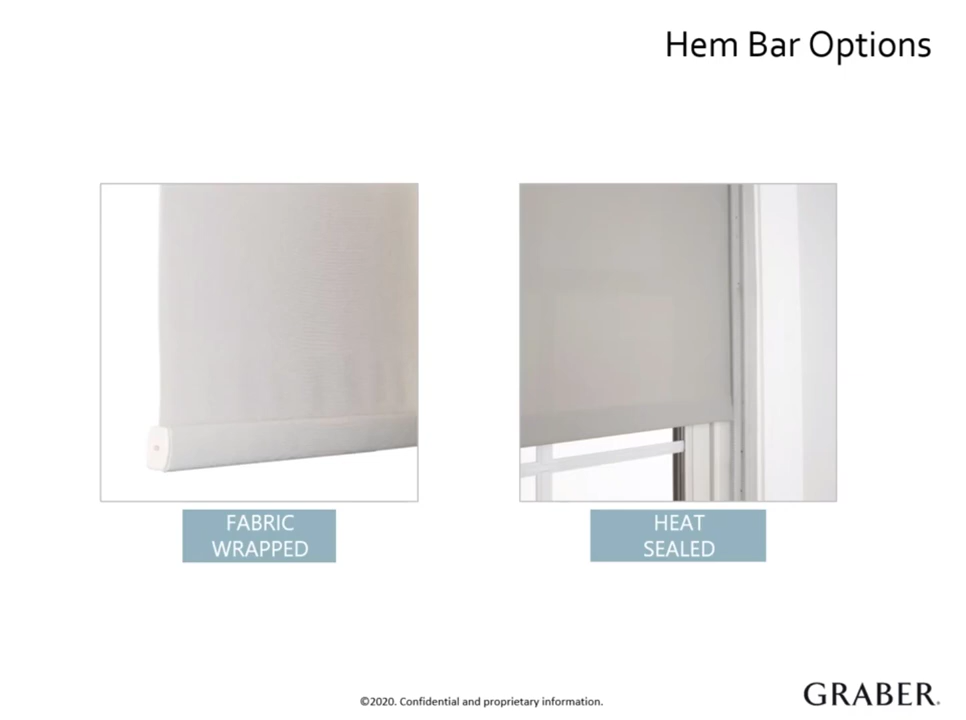 Hem Bar Options
FABRIC
WRAPPED
HEAT
SEALED
©2020. Confidential and proprietary information.
GRABER®